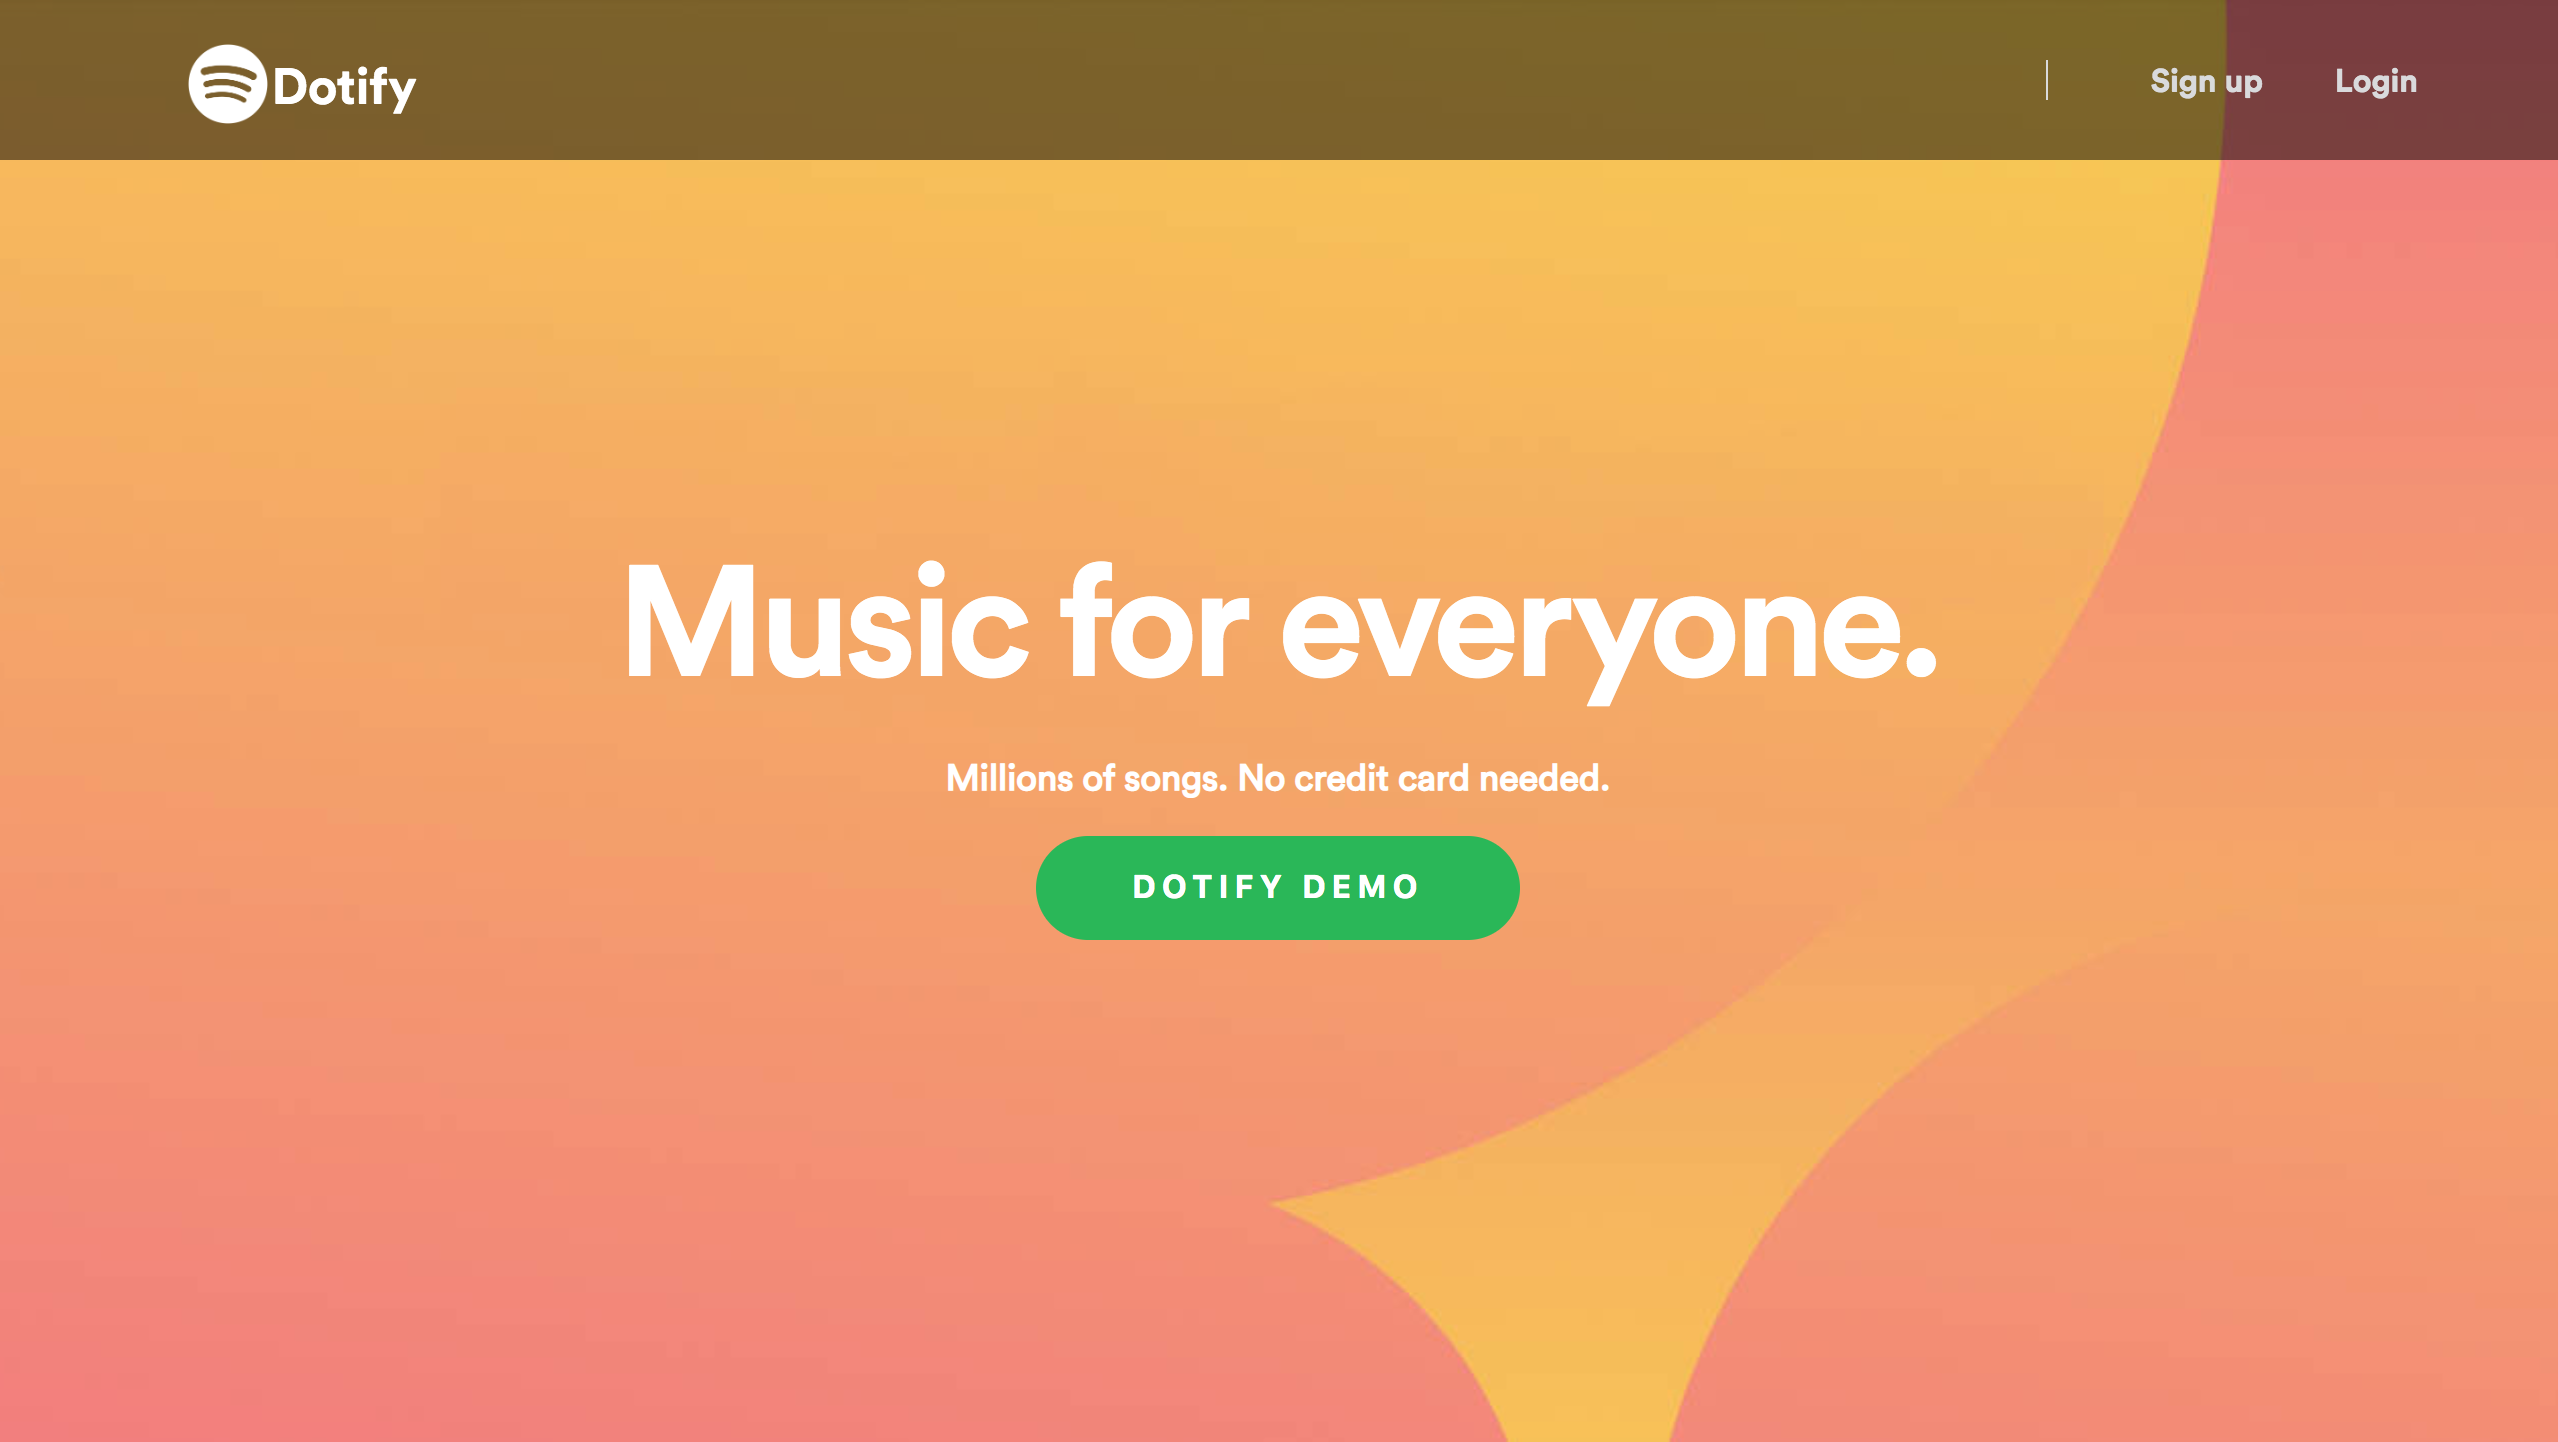 Dotify
Sign up
Login
Music for everyone.
Millions of songs. No credit card needed.
DOTIFY DEMO